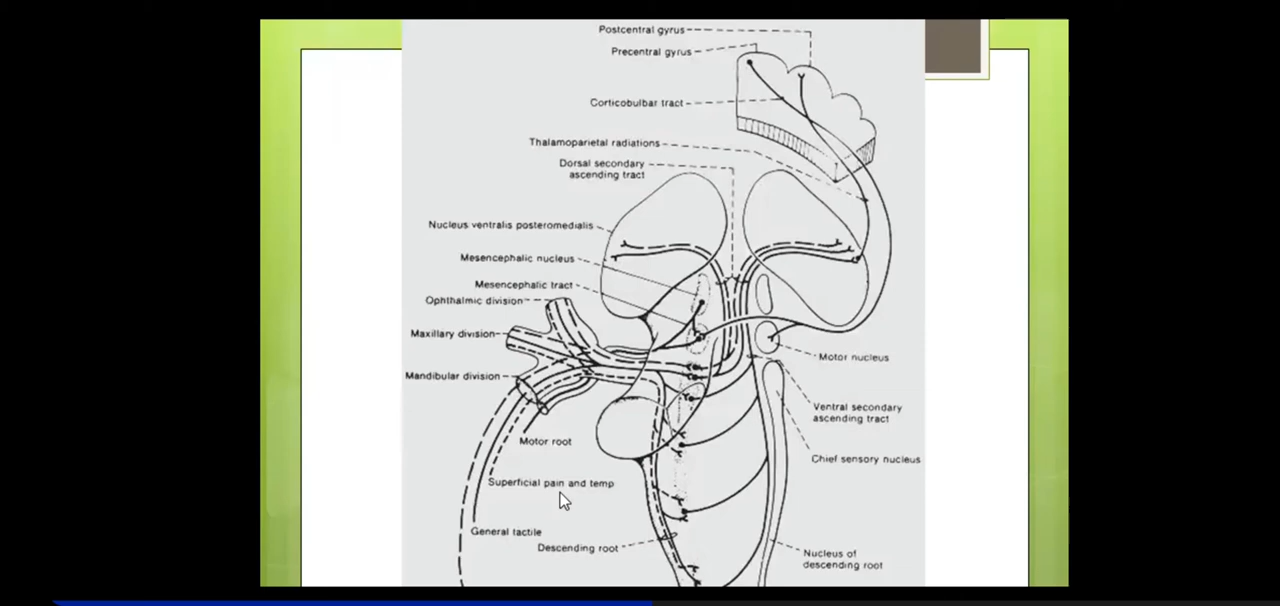 Postcentral gyrus
Precentral gyrus
Corticobulbar tract
Thalamoparietal radiations
Dorsal secondary
ascending tract
Nucleus ventralis posteromedialis
Mesencephalic nucleus
Mesencephalic tract
Ophthalmic division
Maxillary division
Mandibular division
Motor nucleus
Ventral secondary
ascending tract
Motor root
Chief sensory nucleus
Superficial pain and temp
General tactile
Descending root
Nucleus of
descending root